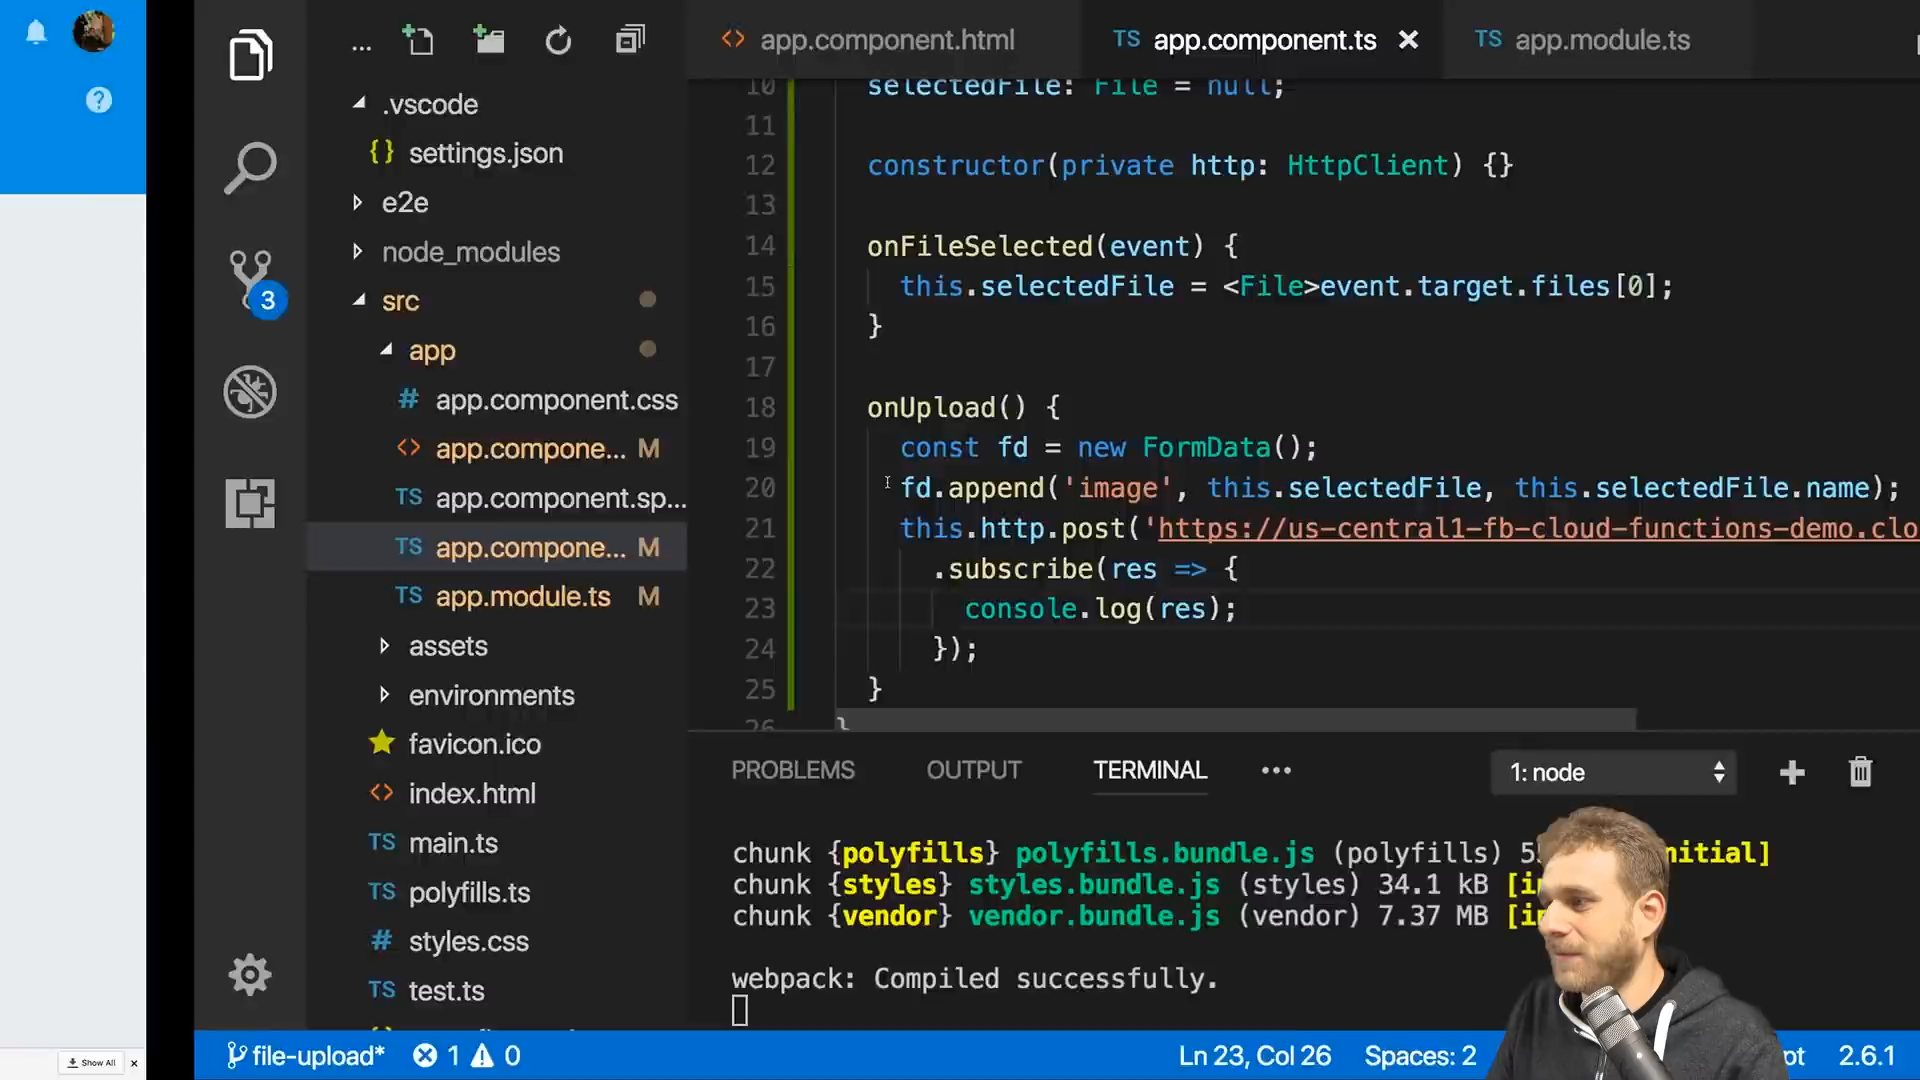 ?
Show All
...
.vscode
{} settings.json
e2e
node_modules
3
src
app
# app.component.css
<> app.compone... M
TS app.component.sp...
TS app.compone... M
TS app.module.ts M
assets
environments
favicon.ico
<> index.html
TS main.ts
TS polyfills.ts
# styles.css
TS test.ts
<> app.component.html
TS app.component.ts
TS app.module.ts
10 selectedFile: File = null;
11
12 constructor(private http: HttpClient) {}
13
14 onFileSelected(event) {
15 this.selectedFile = <File>event.target.files[0];
16 }
17
18 onUpload() {
19 const fd = new FormData();
20 fd.append('image', this.selectedFile, this.selectedFile.name);
21 this.http.post('https://us-central1-fb-cloud-functions-demo.clo
22 .subscribe(res => {
23 console.log(res);
24 });
25 }
26 }
PROBLEMS OUTPUT TERMINAL ... 1: node
chunk {polyfills} polyfills.bundle.js (polyfills) 5 nitial]
chunk {styles} styles.bundle.js (styles) 34.1 kB [i
chunk {vendor} vendor.bundle.js (vendor) 7.37 MB [i
webpack: Compiled successfully.
file-upload* 1 0 Ln 23, Col 26 Spaces: 2 pt 2.6.1